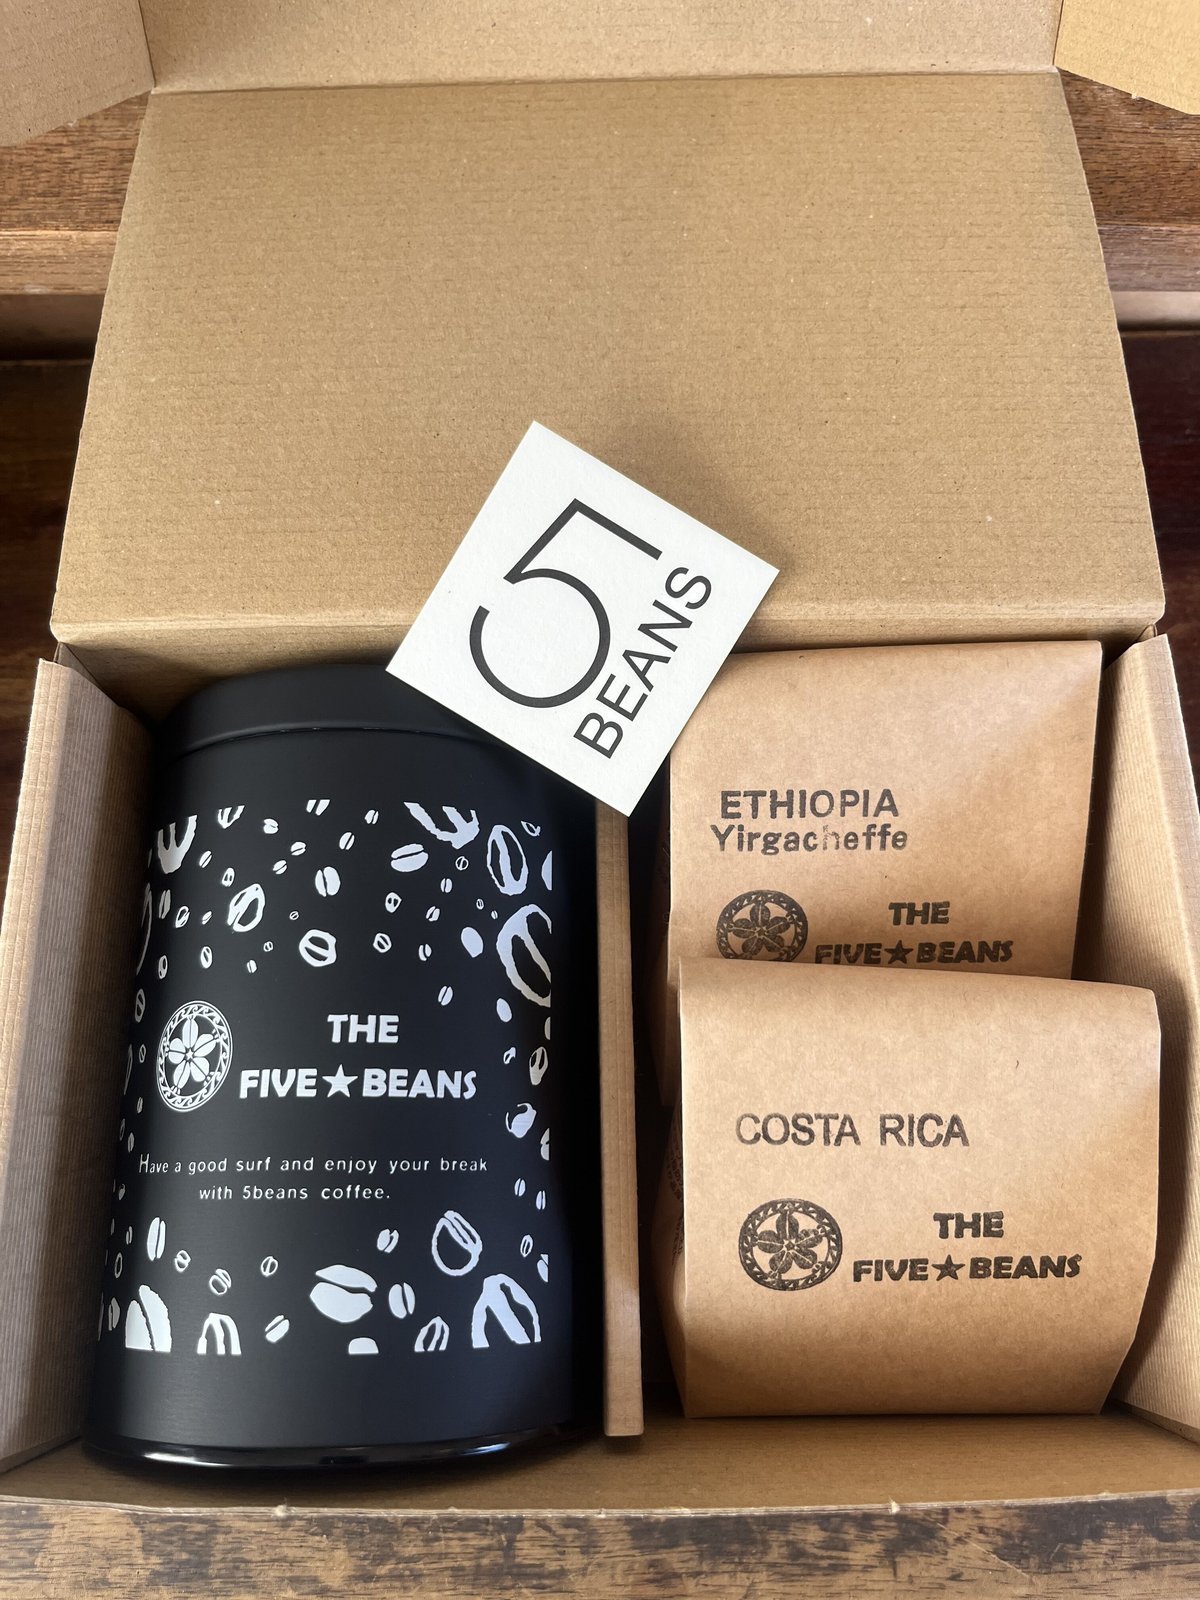 5
BEANS
THE
FIVE★BEANS
Have a good surf and enjoy your break
with 5beans coffee.
ETHIOPIA
Yirgacheffe
THE
FIVE★BEANS
COSTA RICA
THE
FIVE★BEANS